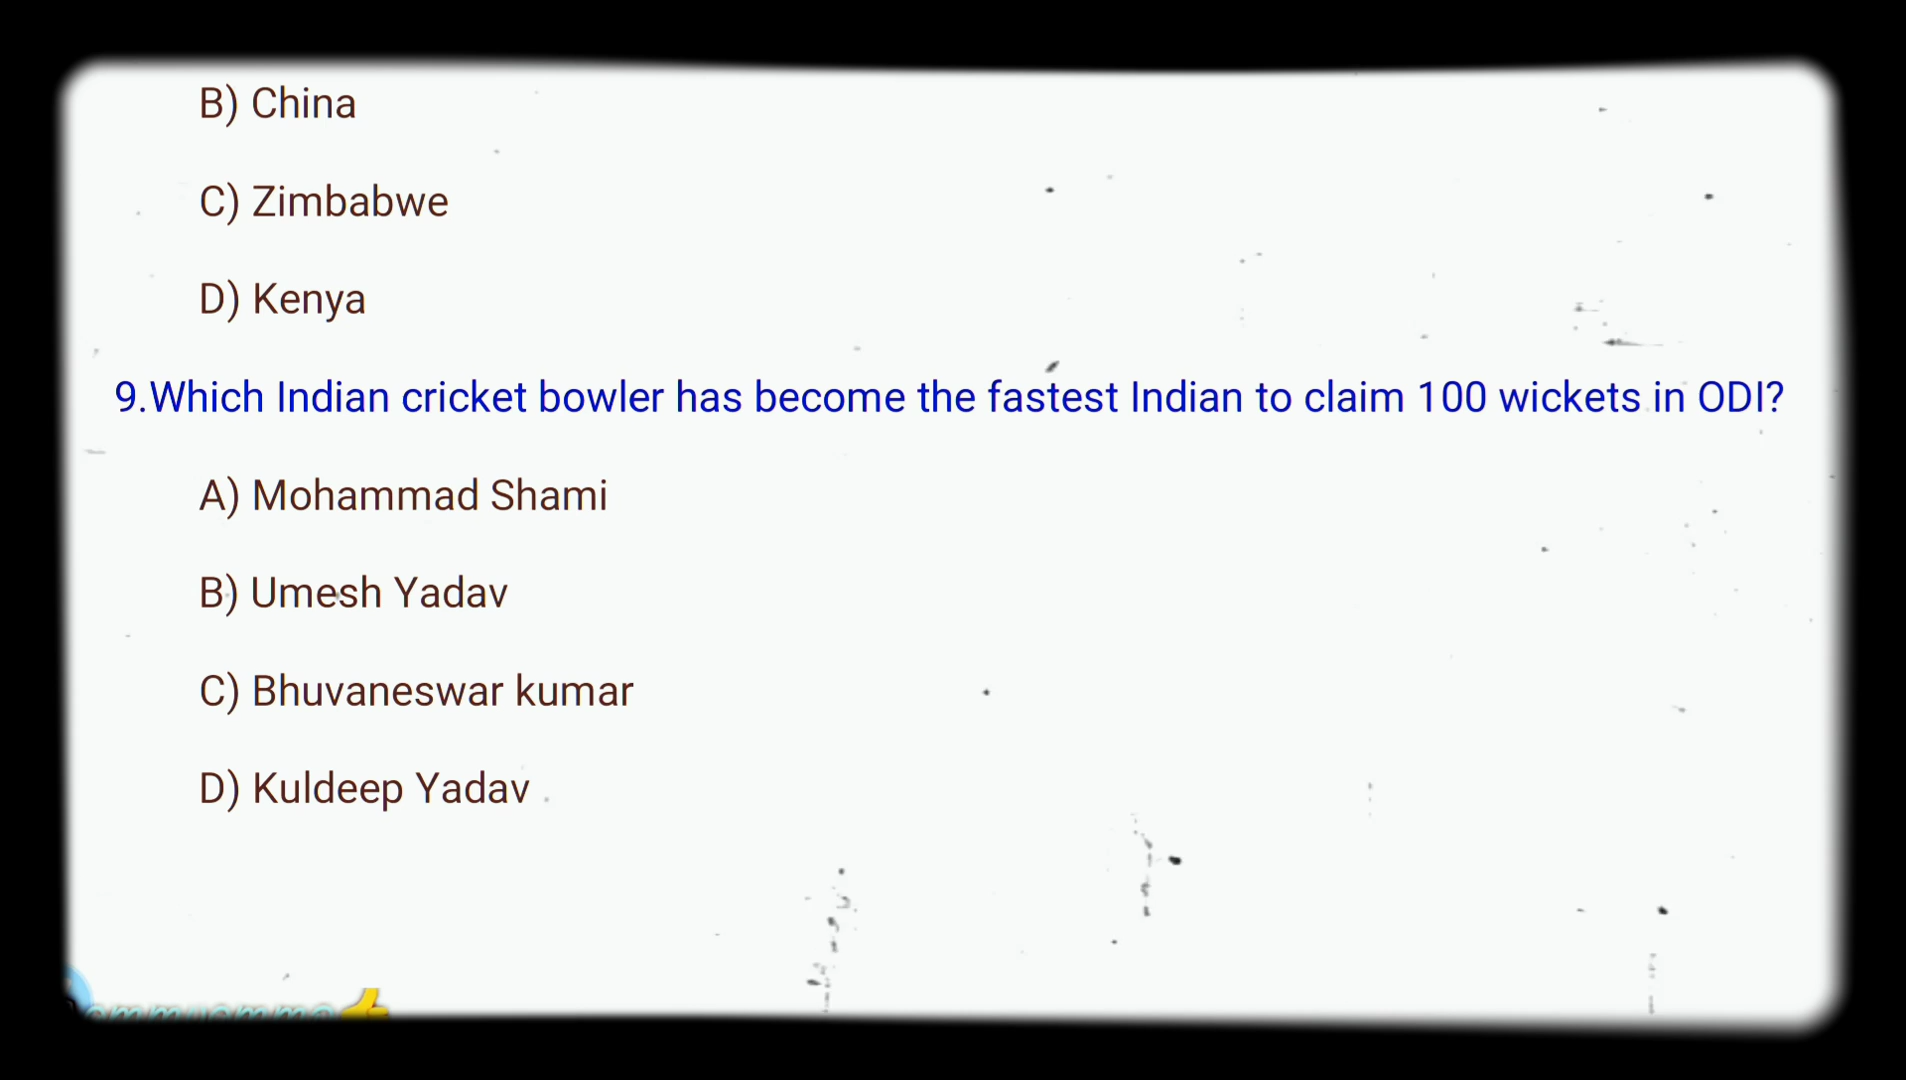 B) China
C) Zimbabwe
D) Kenya
9.Which Indian cricket bowler has become the fastest Indian to claim 100 wickets in ODI?
A) Mohammad Shami
B) Umesh Yadav
C) Bhuvaneswar kumar
D) Kuldeep Yadav